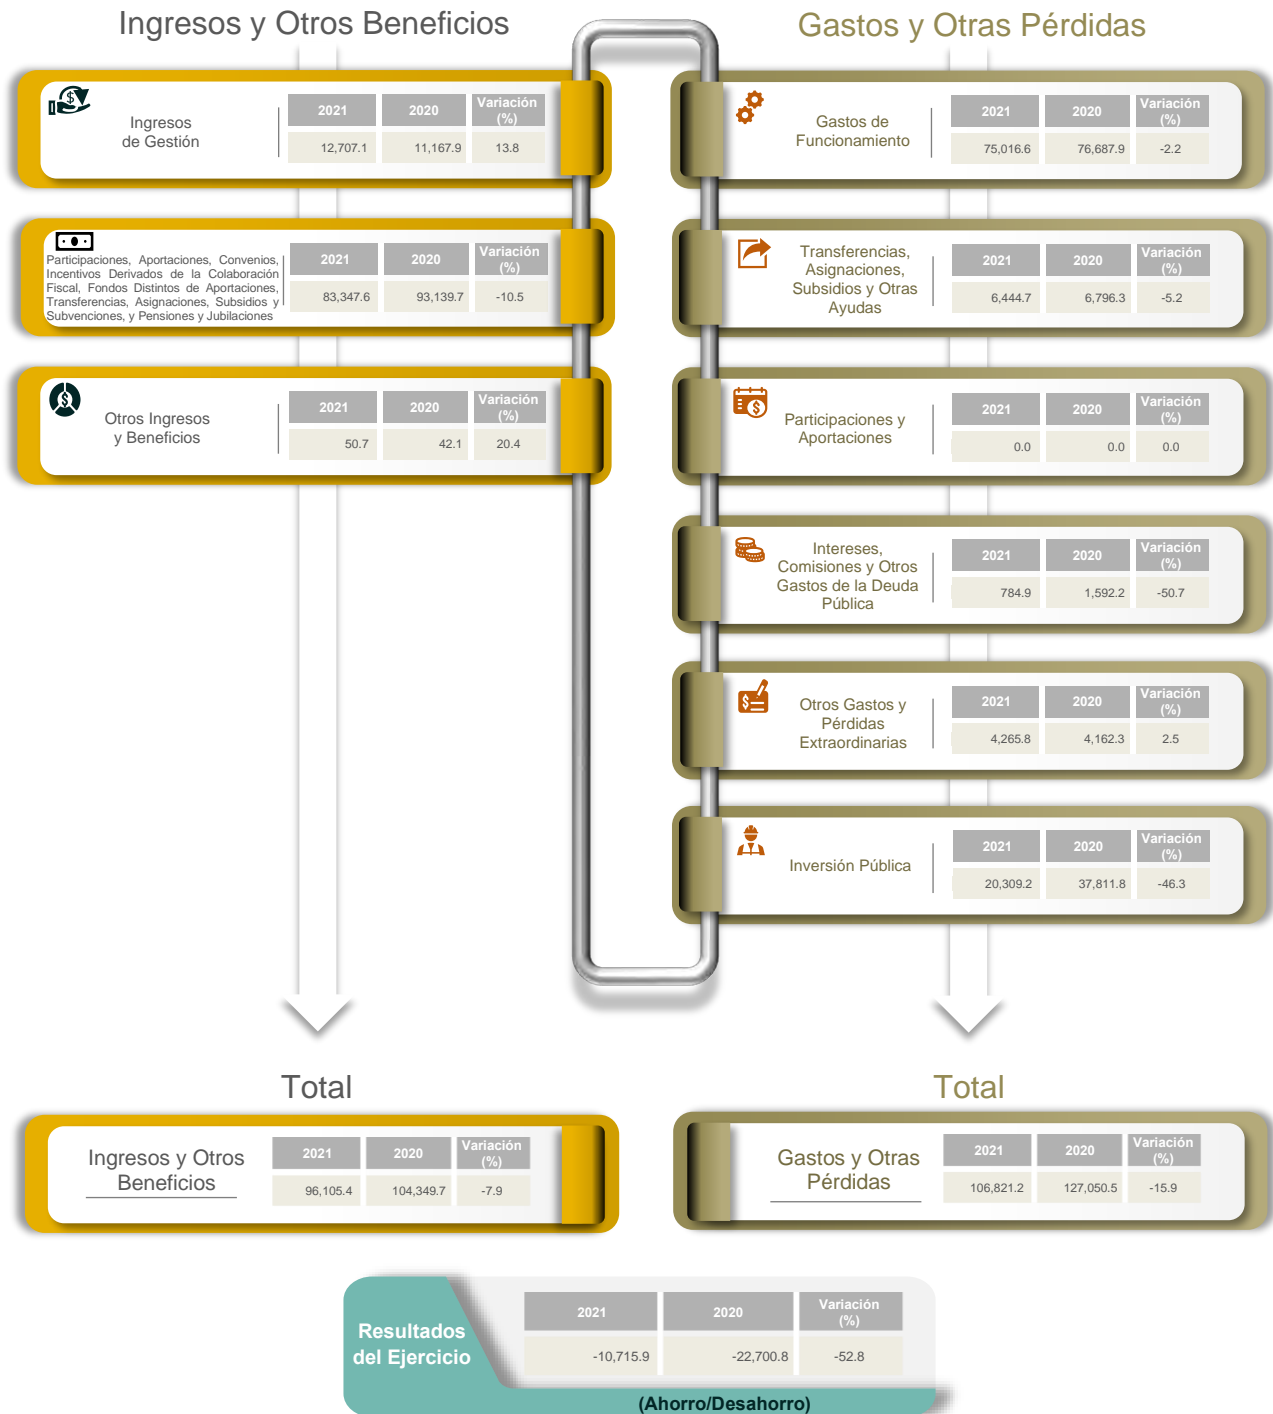 Ingresos y Otros Beneficios
Ingresos
de Gestión
2021 2020 Variación (%)
12,707.1 11,167.9 13.8
Participaciones, Aportaciones, Convenios,
Incentivos Derivados de la Colaboración
Fiscal, Fondos Distintos de Aportaciones,
Transferencias, Asignaciones, Subsidios y
Subvenciones, y Pensiones y Jubilaciones
2021 2020 Variación (%)
83,347.6 93,139.7 -10.5
Otros Ingresos
y Beneficios
2021 2020 Variación (%)
50.7 42.1 20.4
Gastos y Otras Pérdidas
Gastos de
Funcionamiento
2021 2020 Variación (%)
75,016.6 76,687.9 -2.2
Transferencias,
Asignaciones,
Subsidios y Otras
Ayudas
2021 2020 Variación (%)
6,444.7 6,796.3 -5.2
Participaciones y
Aportaciones
2021 2020 Variación (%)
0.0 0.0 0.0
Intereses,
Comisiones y Otros
Gastos de la Deuda
Pública
2021 2020 Variación (%)
784.9 1,592.2 -50.7
Otros Gastos y
Pérdidas
Extraordinarias
2021 2020 Variación (%)
4,265.8 4,162.3 2.5
Inversión Pública
2021 2020 Variación (%)
20,309.2 37,811.8 -46.3
Total
Ingresos y Otros
Beneficios
2021 2020 Variación (%)
96,105.4 104,349.7 -7.9
Total
Gastos y Otras
Pérdidas
2021 2020 Variación (%)
106,821.2 127,050.5 -15.9
Resultados
del Ejercicio
2021 2020 Variación (%)
-10,715.9 -22,700.8 -52.8
(Ahorro/Desahorro)